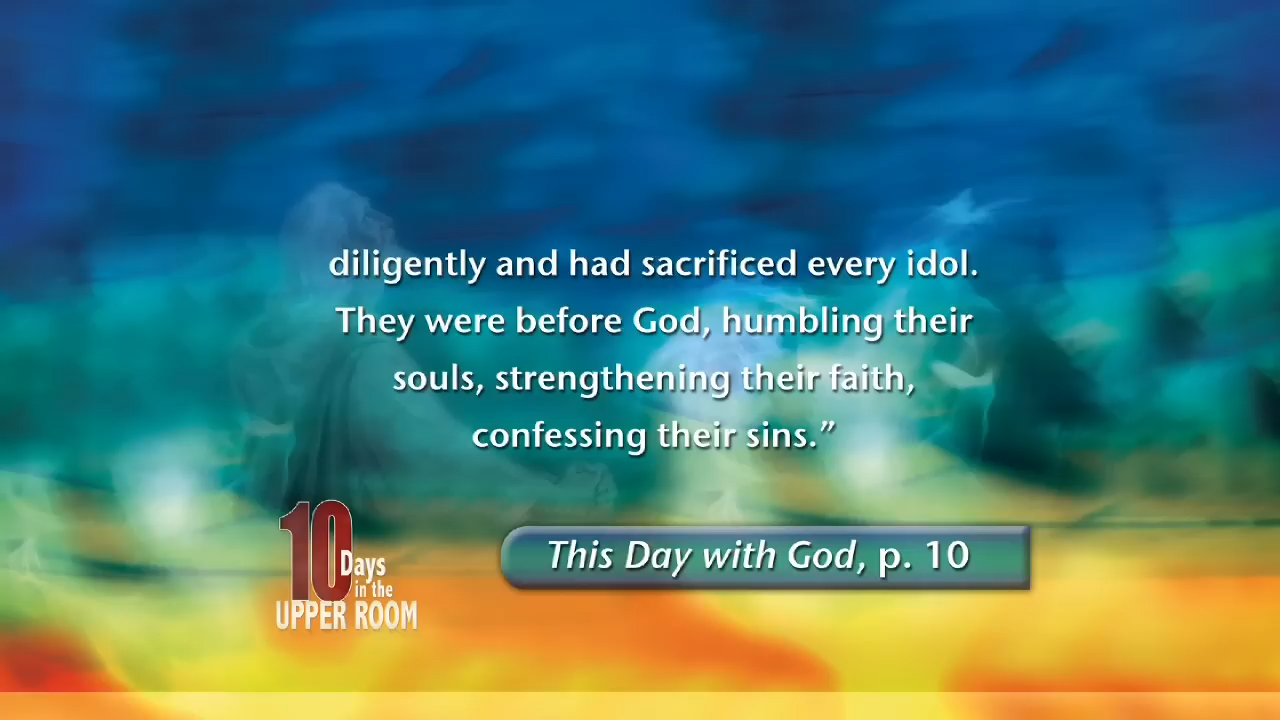 diligently and had sacrificed every idol.
They were before God, humbling their
souls, strengthening their faith,
confessing their sins.”
10
Days
in the
UPPER ROOM
This Day with God, p. 10